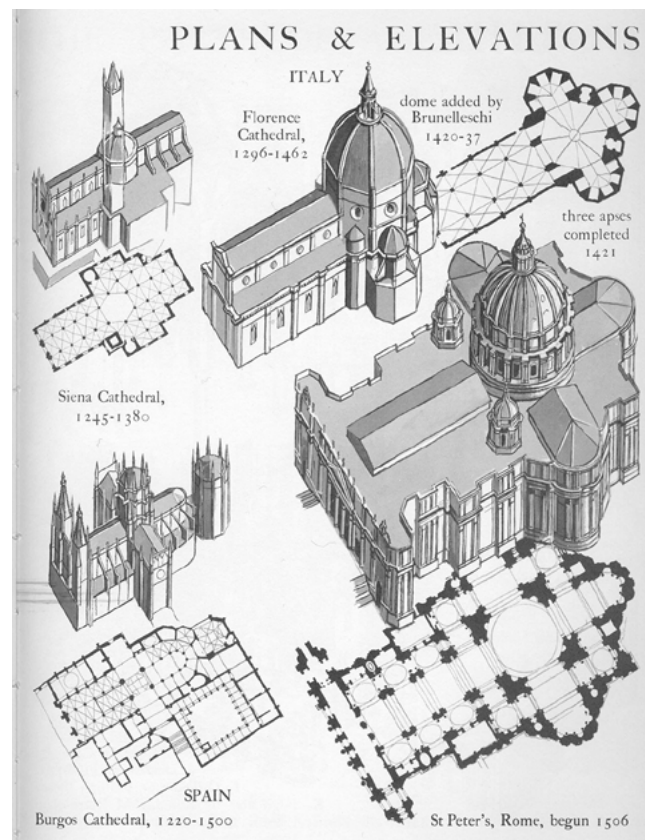 PLANS & ELEVATIONS
ITALY
Florence
Cathedral,
1296-1462
dome added by
Brunelleschi
1420-37
three apses
completed
1421
Siena Cathedral,
1245-1380
SPAIN
Burgos Cathedral, 1220-1500
St Peter's, Rome, begun 1506